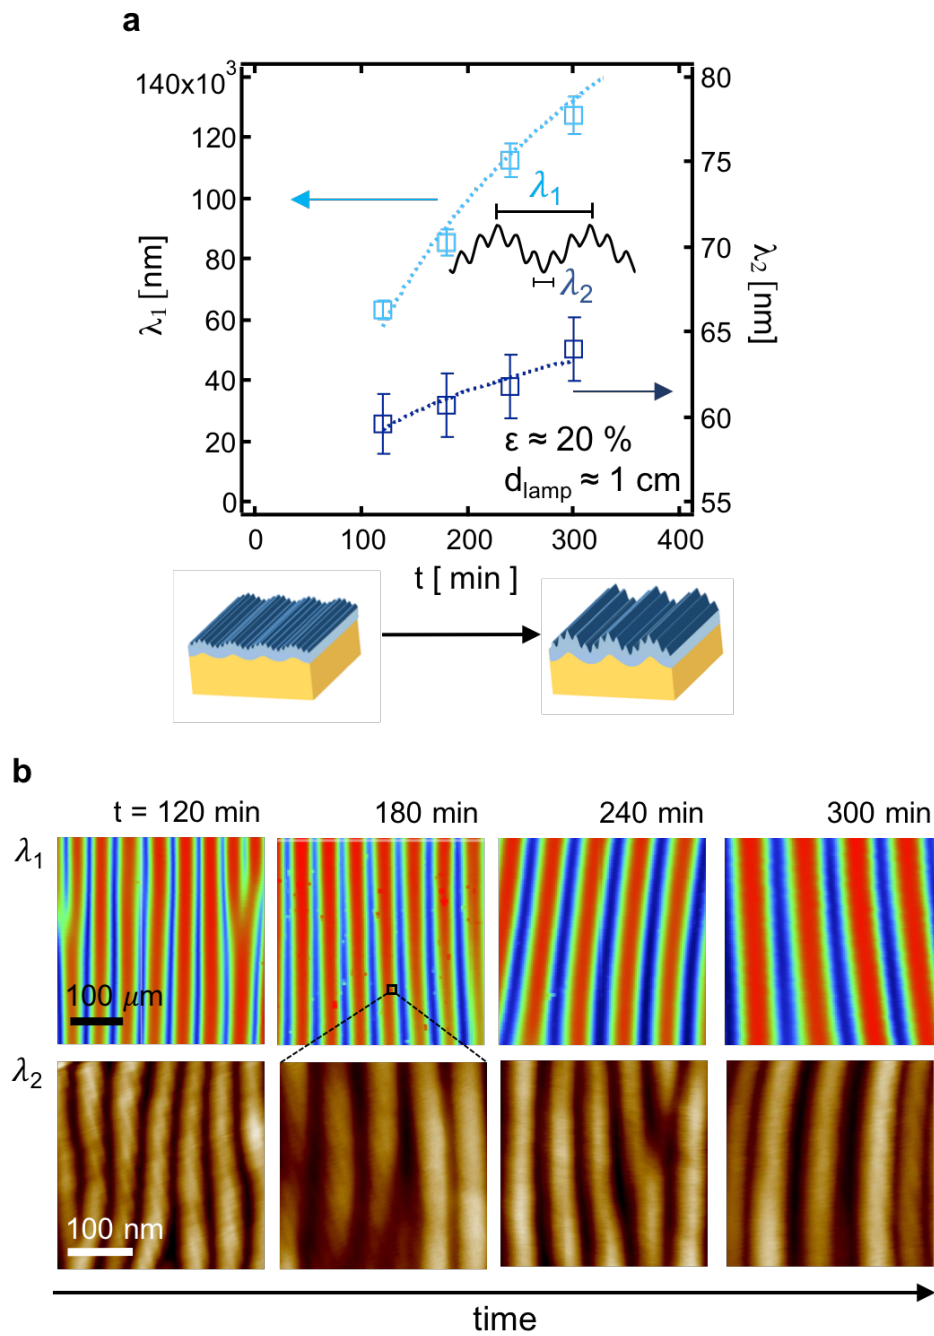 a
140x10³
120
100
80
60
40
20
0
λ₁ [nm]
80
75
70
65
60
55
λ₂ [nm]
λ₁
λ₂
ε ≈ 20 %
d_lamp ≈ 1 cm
0 100 200 300 400
t [ min ]
b
t = 120 min 180 min 240 min 300 min
λ₁
100 μm
λ₂
100 nm
time